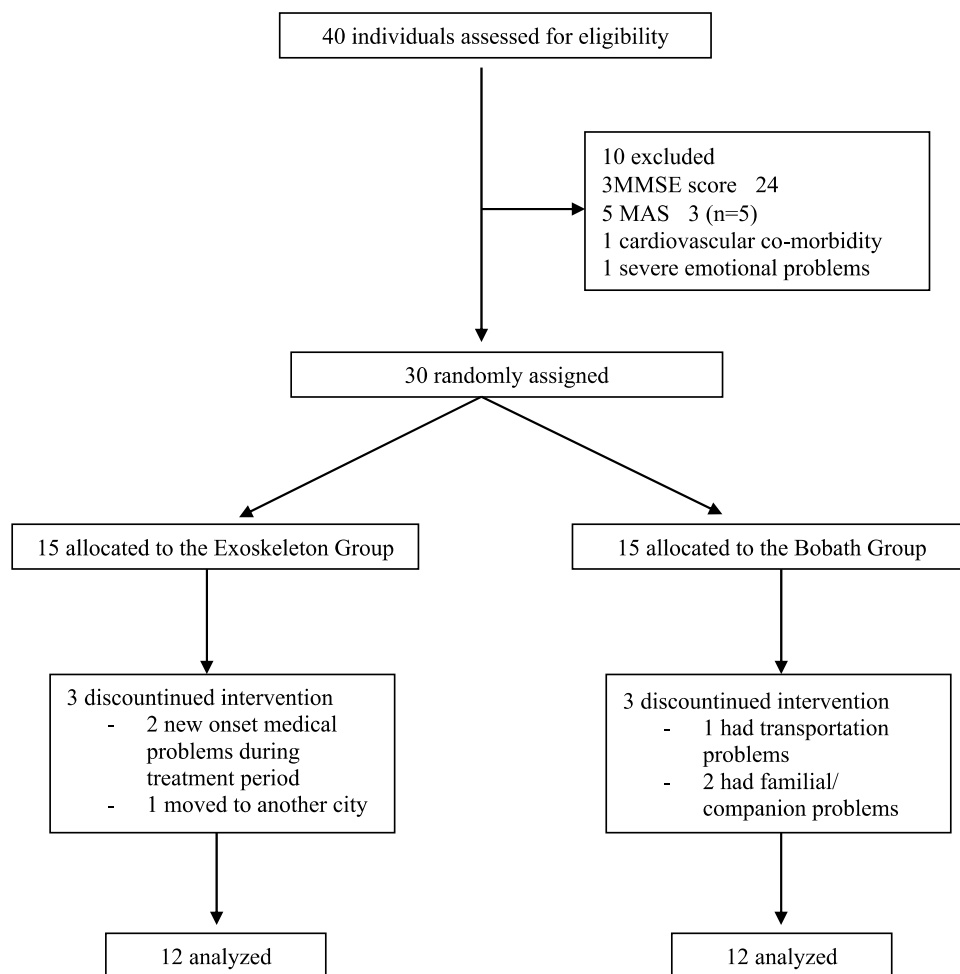 40 individuals assessed for eligibility
10 excluded
3MMSE score 24
5 MAS 3 (n=5)
1 cardiovascular co-morbidity
1 severe emotional problems
30 randomly assigned
15 allocated to the Exoskeleton Group
15 allocated to the Bobath Group
3 discountinued intervention
- 2 new onset medical
problems during
treatment period
- 1 moved to another city
3 discountinued intervention
- 1 had transportation
problems
- 2 had familial/
companion problems
12 analyzed
12 analyzed